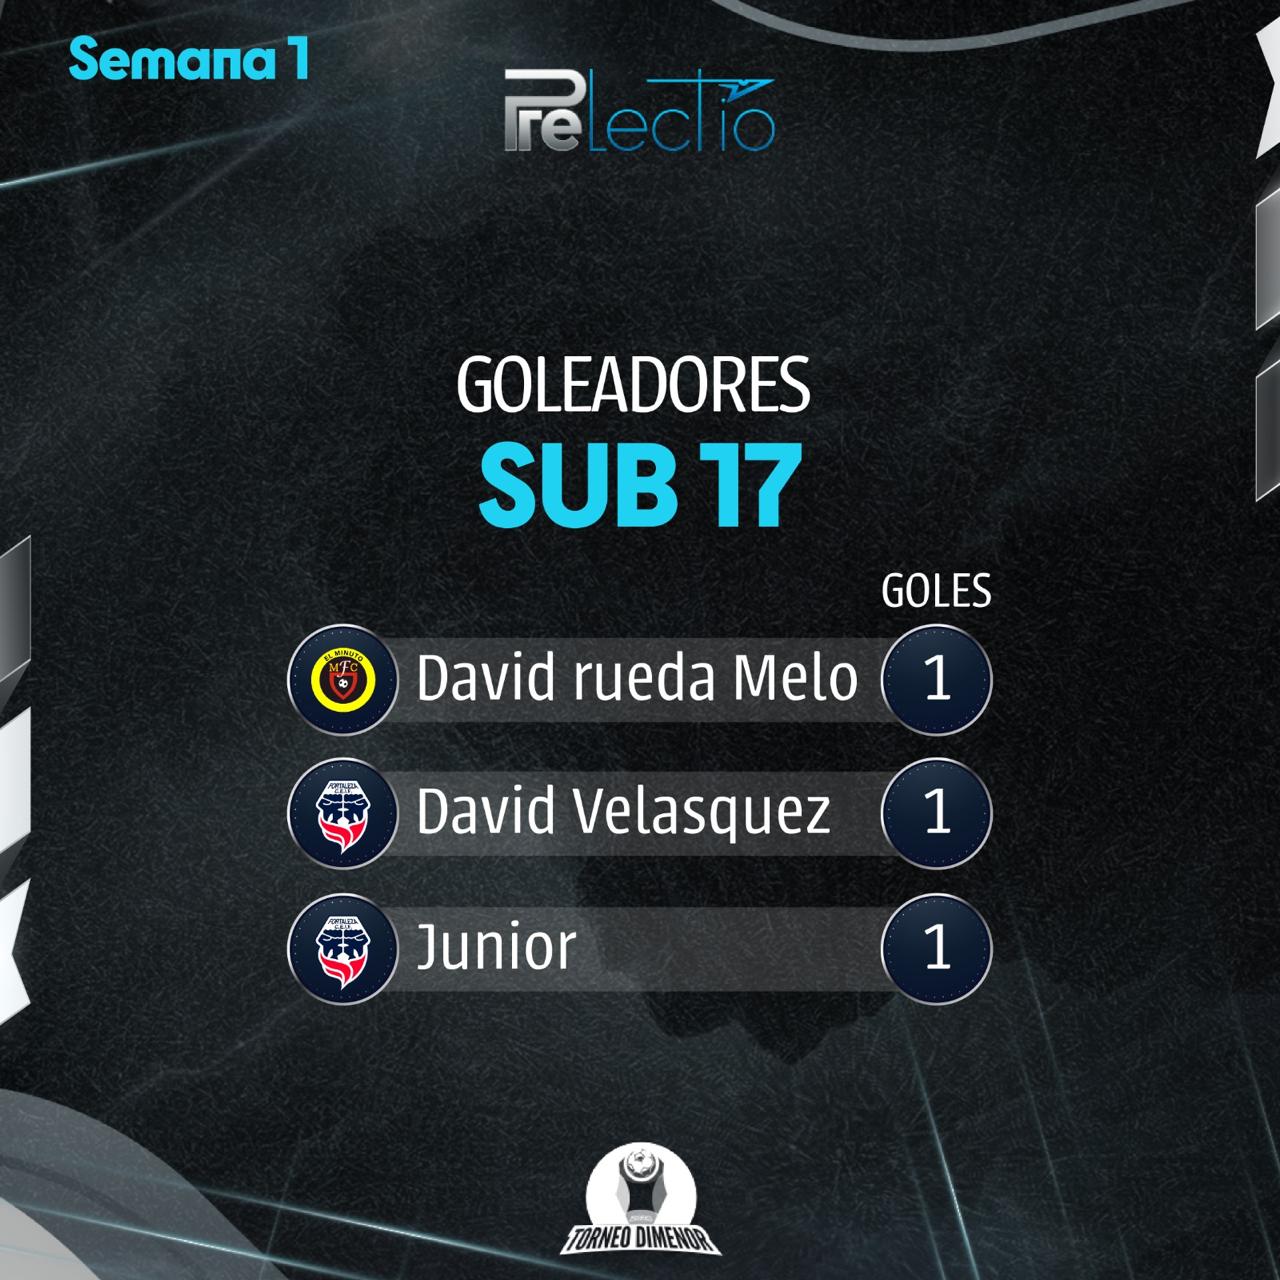 Semana 1
PreLectio
GOLEADORES
SUB 17
GOLES
EL MINUTO
MFC
David rueda Melo
1
FORTALEZA
C.E.I.F.
David Velasquez
1
FORTALEZA
C.E.I.F.
Junior
1
TORNEO DIMENOR